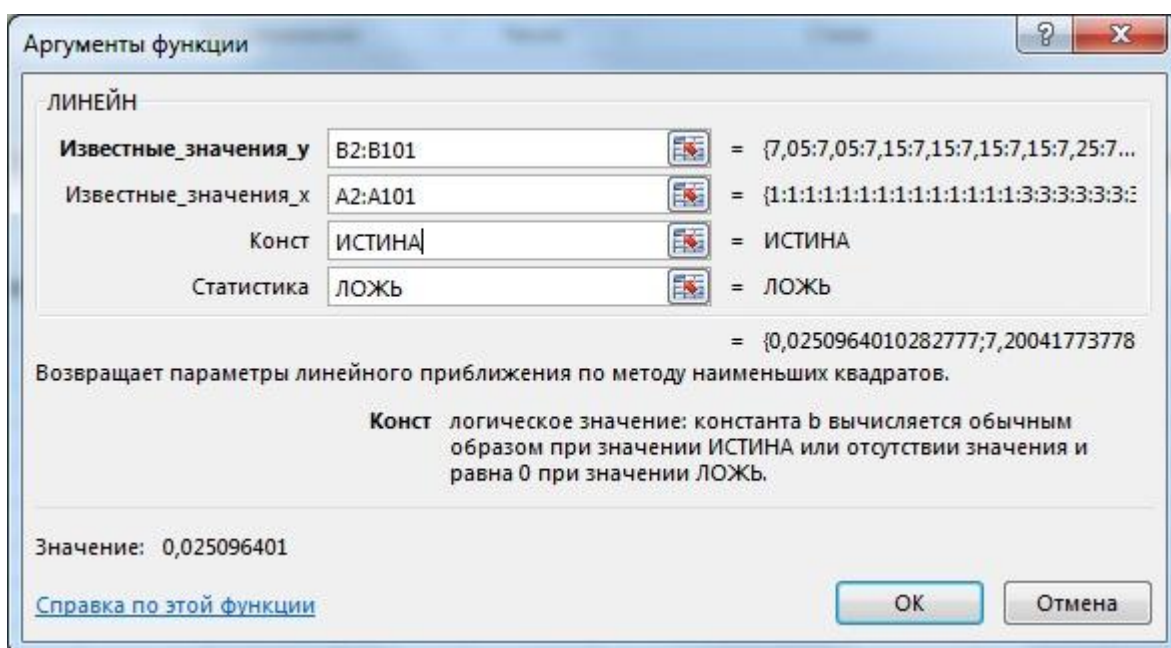 Аргументы функции
ЛИНЕЙН
Известные_значения_y B2:B101 = {7,05:7,05:7,15:7,15:7,15:7,15:7,25:7...
Известные_значения_x A2:A101 = {1:1:1:1:1:1:1:1:1:1:1:1:1:1:3:3:3:3:3:3:3
Конст ИСТИНА = ИСТИНА
Статистика ЛОЖЬ = ЛОЖЬ
= {0,0250964010282777;7,20041773778
Возвращает параметры линейного приближения по методу наименьших квадратов.
Конст логическое значение: константа b вычисляется обычным
образом при значении ИСТИНА или отсутствии значения и
равна 0 при значении ЛОЖЬ.
Значение: 0,025096401
Справка по этой функции
ОК Отмена